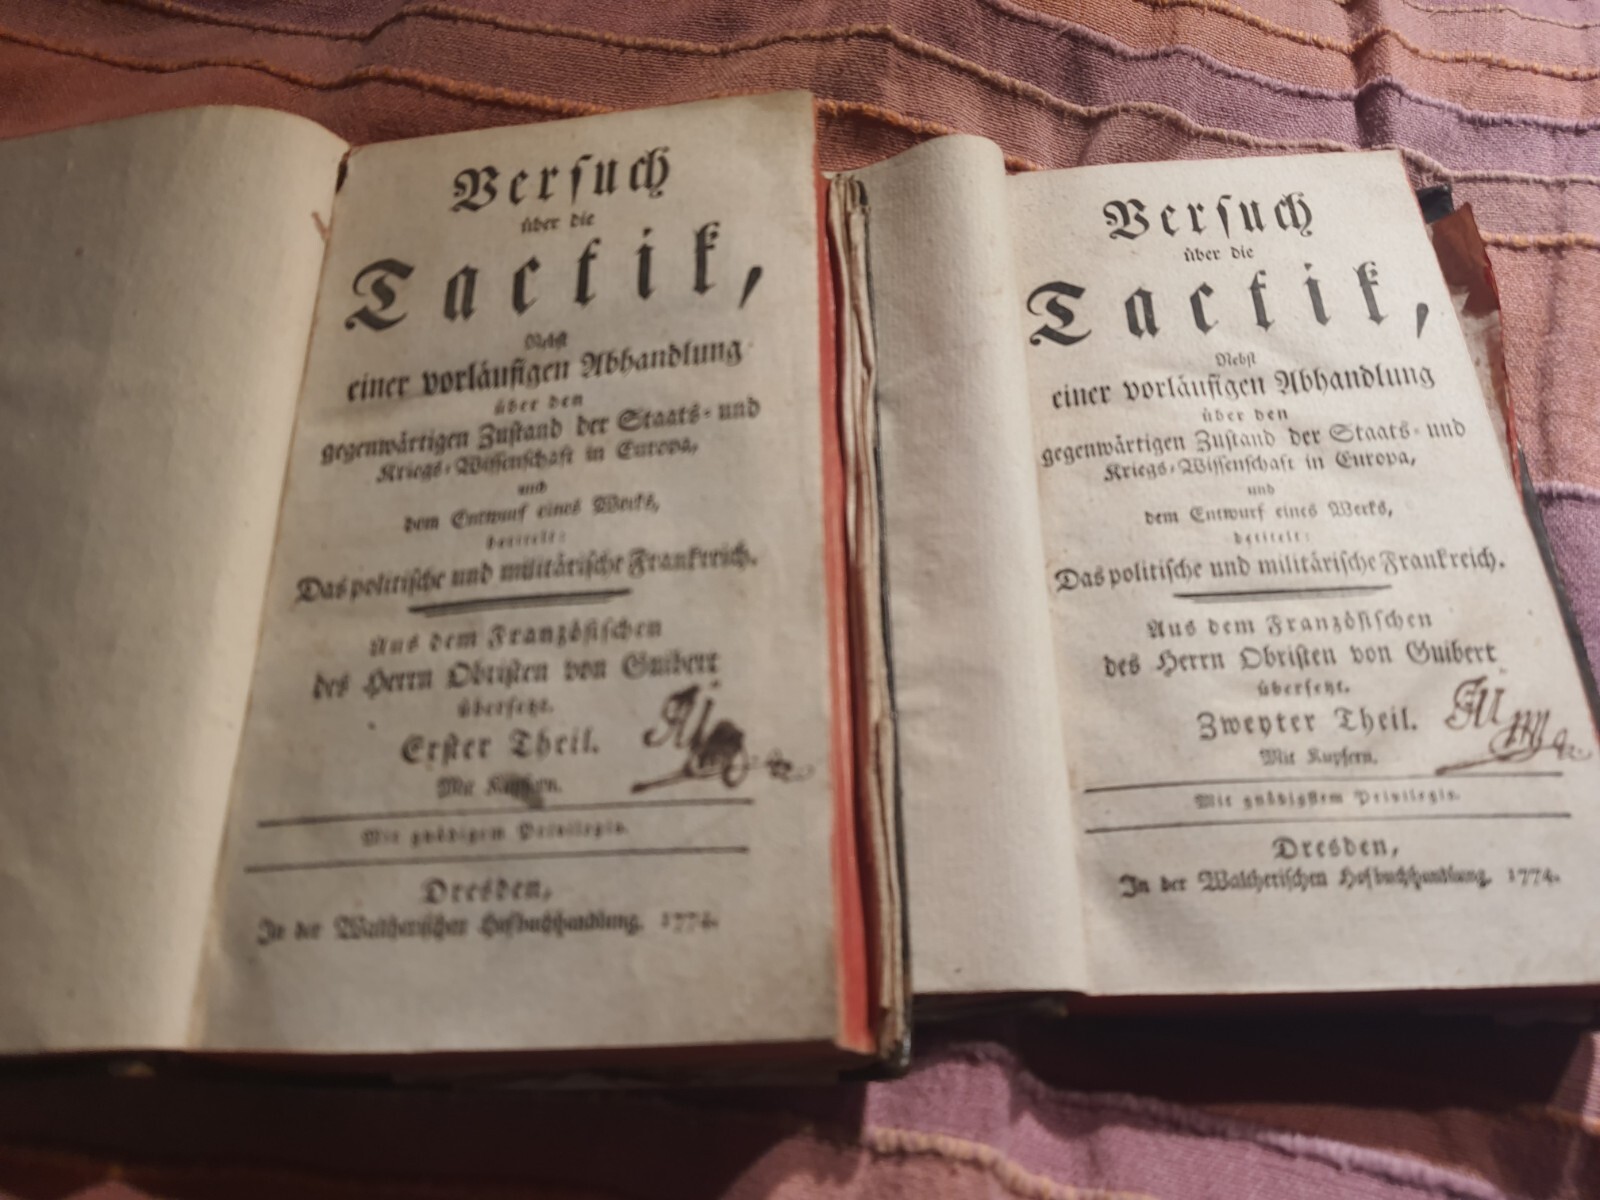 Versuch
über die
Tactik,
Nebst
einer vorläufigen Abhandlung
über den
gegenwärtigen Zustand der Staats- und
Kriegs-Wissenschaft in Europa,
und
dem Entwurf eines Werks,
betitelt:
Das politische und militärische Frankreich.
Aus dem Französischen
des Herrn Obristen von Guibert
übersetzt.
Erster Theil.
Mit Kupfern.
Mit gnädigem Privilegio.
Dresden,
In der Waltherischen Hofbuchhandlung. 1774.
Versuch
über die
Tactik,
Nebst
einer vorläufigen Abhandlung
über den
gegenwärtigen Zustand der Staats- und
Kriegs-Wissenschaft in Europa,
und
dem Entwurf eines Werks,
betitelt:
Das politische und militärische Frankreich.
Aus dem Französischen
des Herrn Obristen von Guibert
übersetzt.
Zweyter Theil.
Mit Kupfern.
Mit gnädigstem Privilegio.
Dresden,
In der Waltherischen Hofbuchhandlung. 1774.